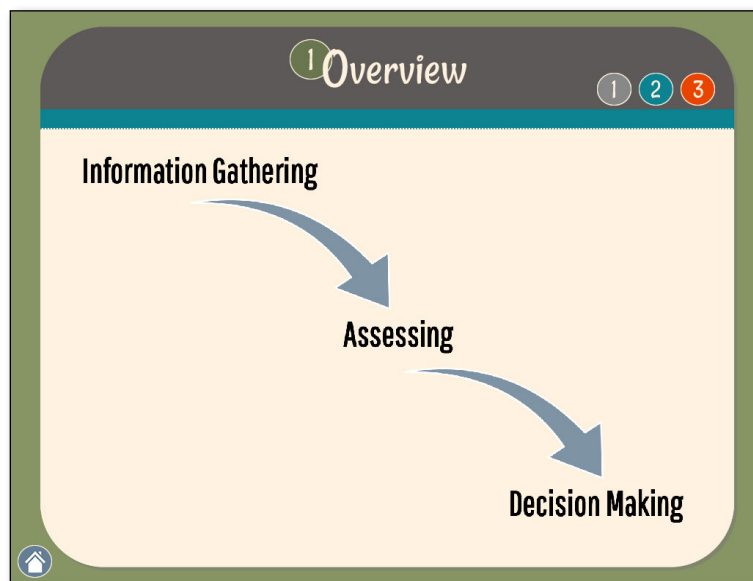 1 Overview
1 2 3
Information Gathering
Assessing
Decision Making